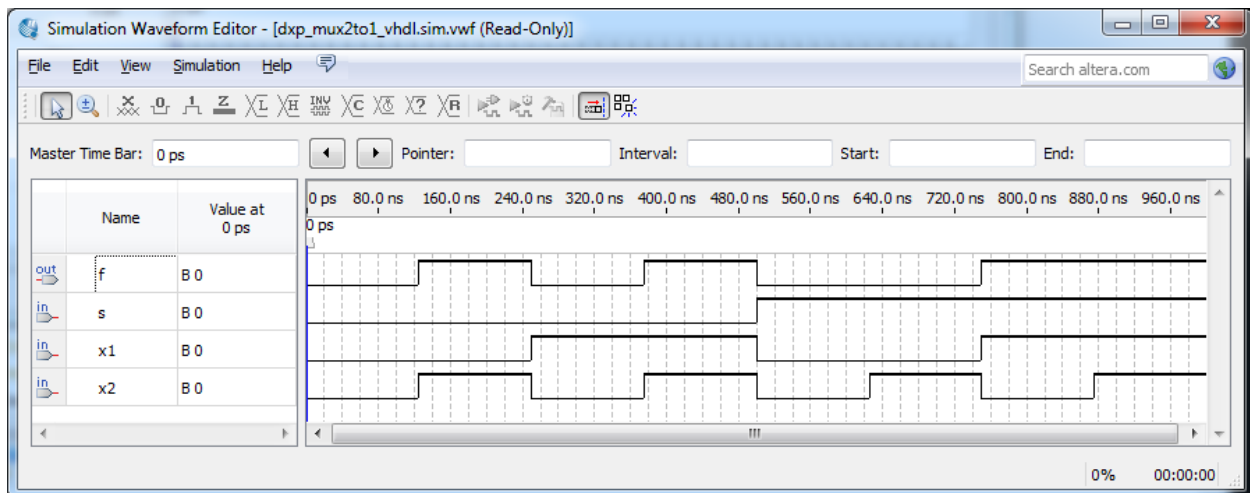 Simulation Waveform Editor - [dxp_mux2to1_vhdl.sim.vwf (Read-Only)]
File Edit View Simulation Help
Search altera.com
Master Time Bar: 0 ps Pointer: Interval: Start: End:
Name Value at 0 ps
0 ps 80.0 ns 160.0 ns 240.0 ns 320.0 ns 400.0 ns 480.0 ns 560.0 ns 640.0 ns 720.0 ns 800.0 ns 880.0 ns 960.0 ns
0 ps
out f B 0
in s B 0
in x1 B 0
in x2 B 0
0% 00:00:00